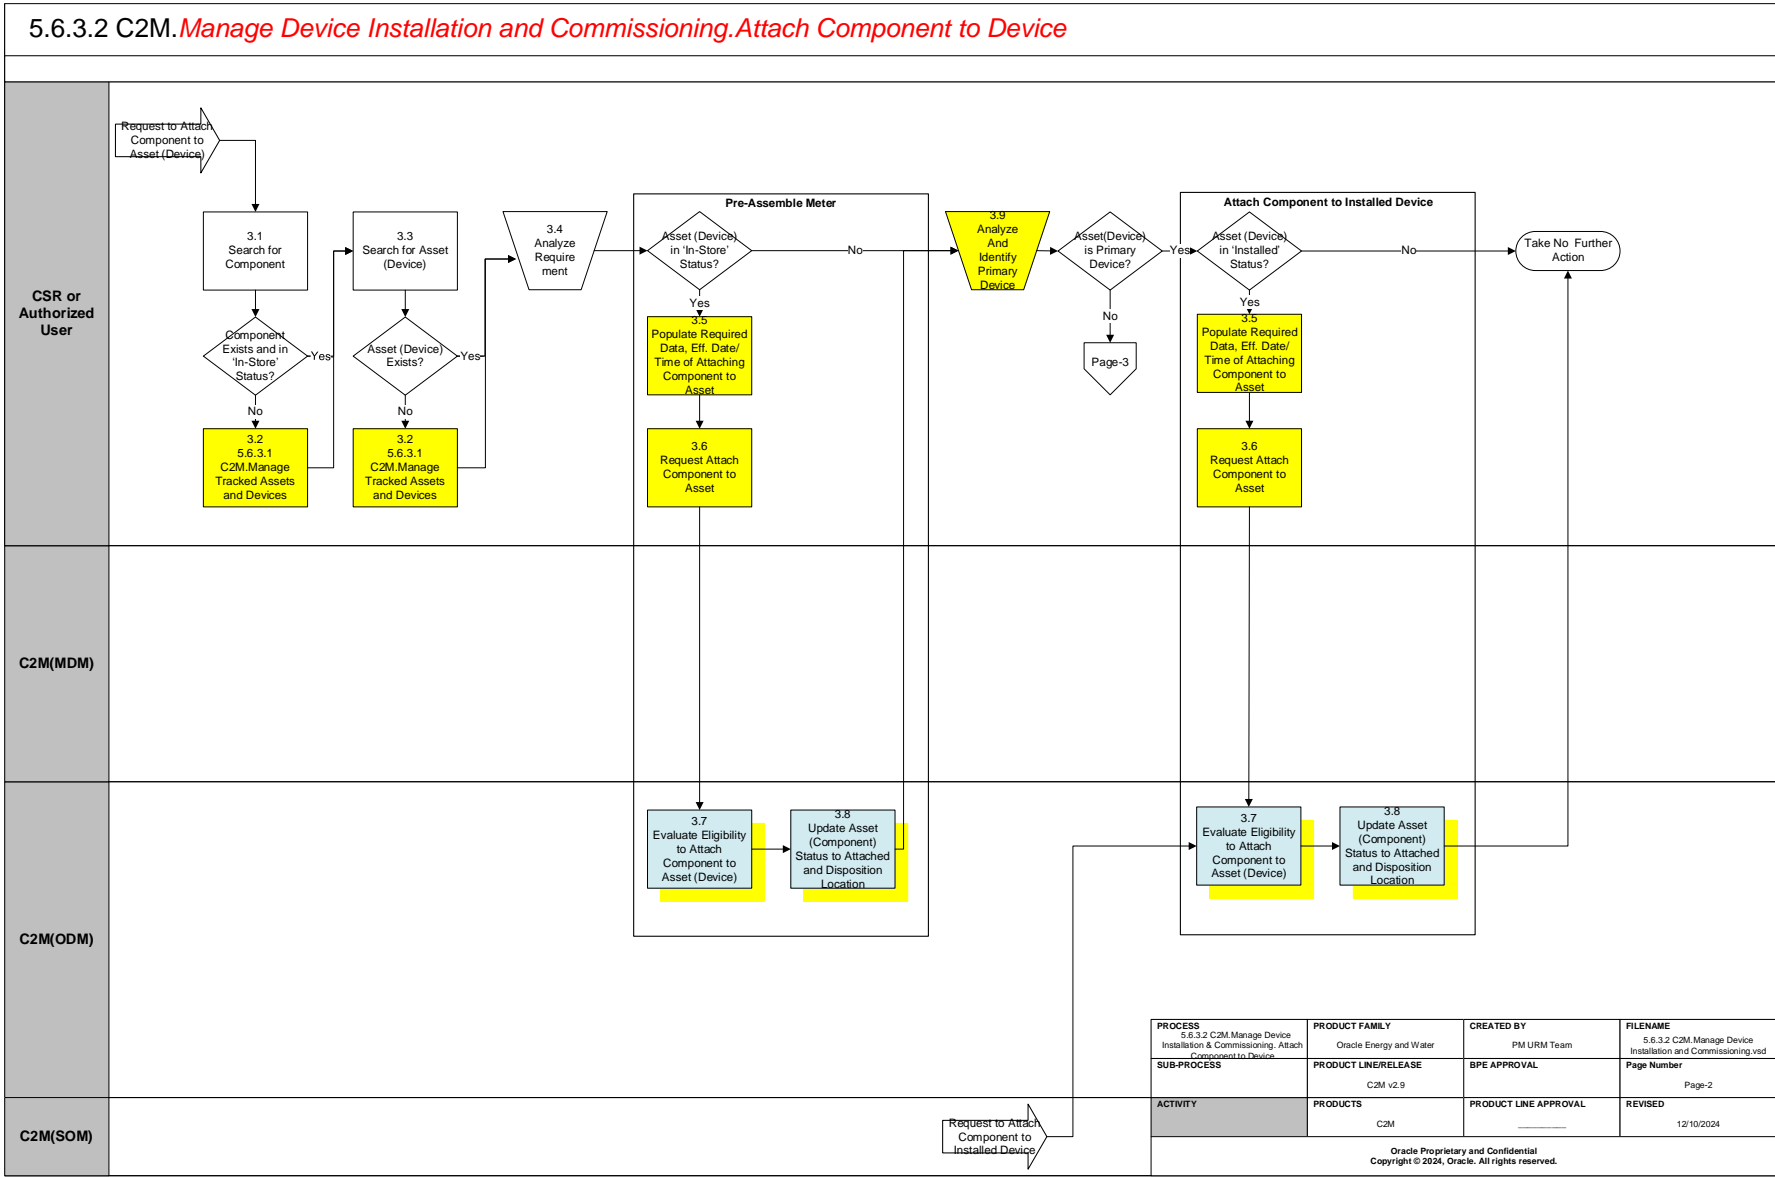 5.6.3.2 C2M.Manage Device Installation and Commissioning.Attach Component to Device
CSR or
Authorized
User
Request to Attach
Component to
Asset (Device)
3.1
Search for
Component
Component
Exists and in
‘In-Store’
Status?
Yes
No
3.2
5.6.3.1
C2M.Manage
Tracked Assets
and Devices
3.3
Search for Asset
(Device)
Asset (Device)
Exists?
Yes
No
3.2
5.6.3.1
C2M.Manage
Tracked Assets
and Devices
3.4
Analyze
Require
ment
Pre-Assemble Meter
Asset (Device)
in ‘In-Store’
Status?
No
Yes
3.5
Populate Required
Data, Eff. Date/
Time of Attaching
Component to
Asset
3.6
Request Attach
Component to
Asset
3.9
Analyze
And
Identify
Primary
Device
Asset(Device)
is Primary
Device?
Yes
No
Page-3
Attach Component to Installed Device
Asset (Device)
in ‘Installed’
Status?
No
Yes
3.5
Populate Required
Data, Eff. Date/
Time of Attaching
Component to
Asset
3.6
Request Attach
Component to
Asset
Take No Further
Action
C2M(MDM)
C2M(ODM)
3.7
Evaluate Eligibility
to Attach
Component to
Asset (Device)
3.8
Update Asset
(Component)
Status to Attached
and Disposition
Location
3.7
Evaluate Eligibility
to Attach
Component to
Asset (Device)
3.8
Update Asset
(Component)
Status to Attached
and Disposition
Location
C2M(SOM)
Request to Attach
Component to
Installed Device
PROCESS
5.6.3.2 C2M.Manage Device
Installation & Commissioning. Attach
Component to Device
PRODUCT FAMILY
Oracle Energy and Water
CREATED BY
PM URM Team
FILENAME
5.6.3.2 C2M.Manage Device
Installation and Commissioning.vsd
SUB-PROCESS
PRODUCT LINE/RELEASE
C2M v2.9
BPE APPROVAL
Page Number
Page-2
ACTIVITY
PRODUCTS
C2M
PRODUCT LINE APPROVAL
___________
REVISED
12/10/2024
Oracle Proprietary and Confidential
Copyright © 2024, Oracle. All rights reserved.